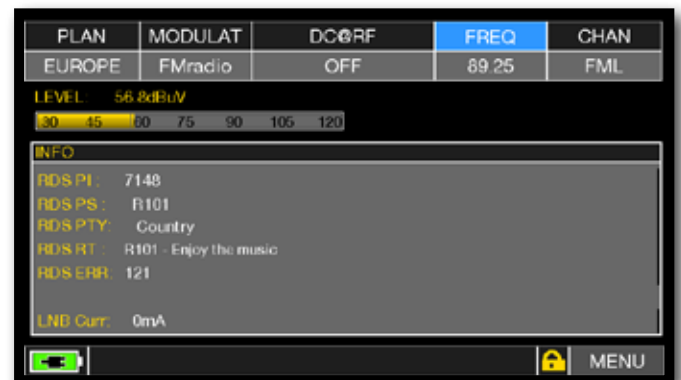 PLAN MODULAT DC@RF FREQ CHAN
EUROPE FMradio OFF 89.25 FML
LEVEL: 56.8dBuV
30 45 60 75 90 105 120
INFO
RDS PI : 7148
RDS PS : R101
RDS PTY: Country
RDS RT : R101 - Enjoy the music
RDS ERR: 121
LNB Curr: 0mA
MENU